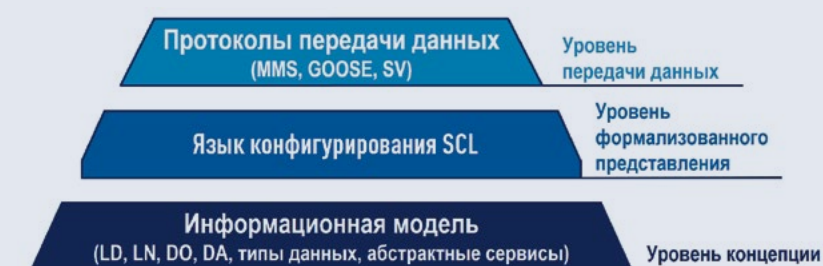 Протоколы передачи данных
(MMS, GOOSE, SV)
Уровень
передачи данных
Язык конфигурирования SCL
Уровень
формализованного
представления
Информационная модель
(LD, LN, DO, DA, типы данных, абстрактные сервисы)
Уровень концепции